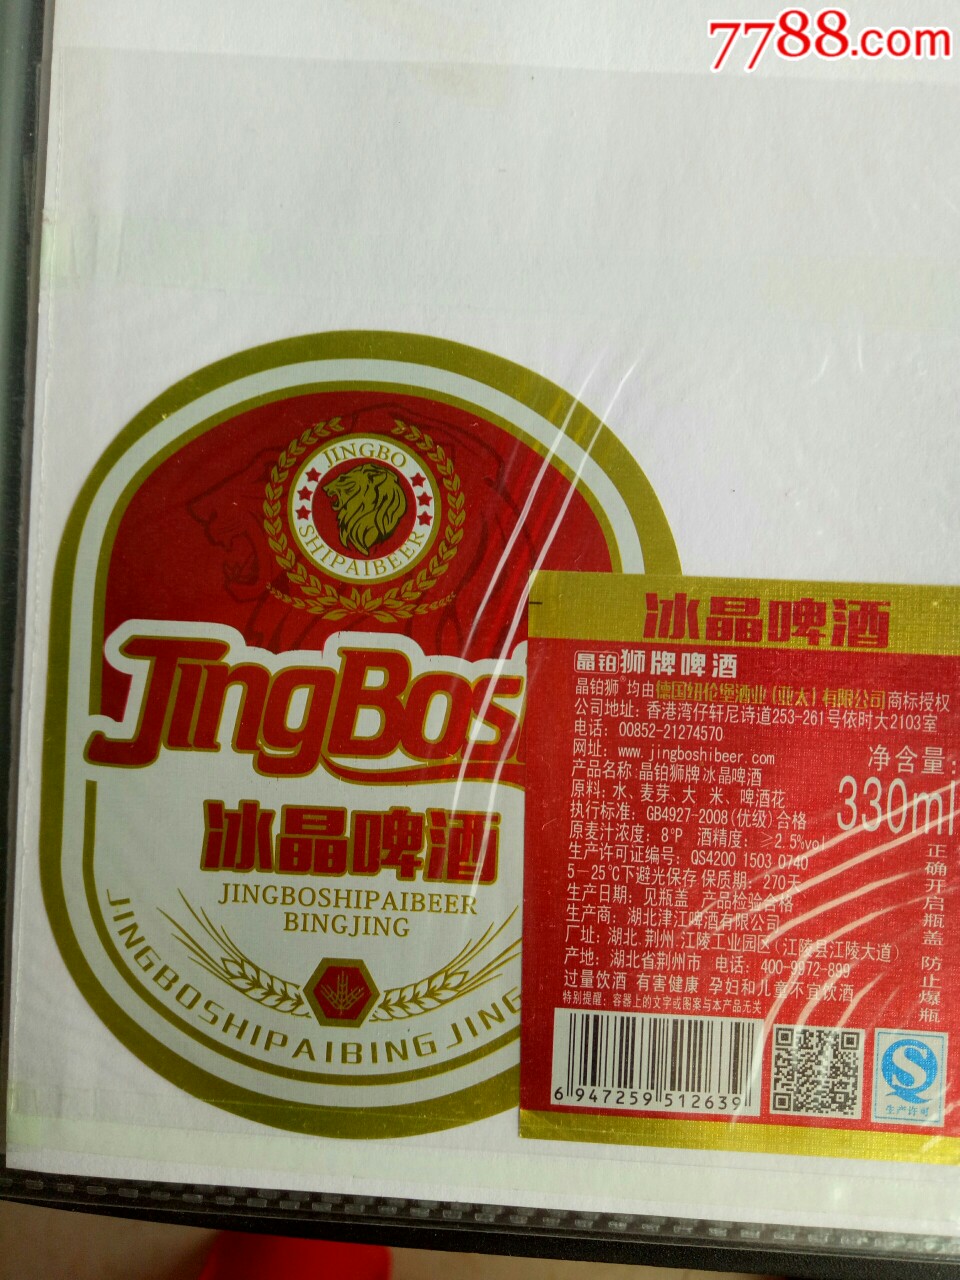 7788.com
JINGBO
SHIPAIBEER
JingBos
冰晶啤酒
JINGBOSHIPAIBEER
BINGJING
JINGBOSHIPAIBINGJING
冰晶啤酒
晶铂狮牌啤酒
晶铂狮®均由德国纽伦堡酒业(亚太)有限公司商标授权
公司地址: 香港湾仔轩尼诗道253-261号依时大2103室
电话: 00852-21274570
网址: www.jingboshibeer.com
产品名称:晶铂狮牌冰晶啤酒
原料: 水、麦芽、大 米、啤酒花
执行标准: GB4927-2008(优级)合格
原麦汁浓度: 8°P 酒精度: ≥2.5%vol
生产许可证编号: QS4200 1503 0740
5-25℃下避光保存 保质期: 270天
生产日期: 见瓶盖 产品检验合格
生产商: 湖北津江啤酒有限公司
厂址: 湖北.荆州.江陵工业园区(江陵县江陵大道)
产地: 湖北省荆州市 电话: 400-9972-899
过量饮酒 有害健康 孕妇和儿童不宜饮酒
特别提醒: 容器上的文字或图案与本产品无关
净含量:
330ml
正确开启瓶盖 防止爆瓶
6 947259 512639
生产许可